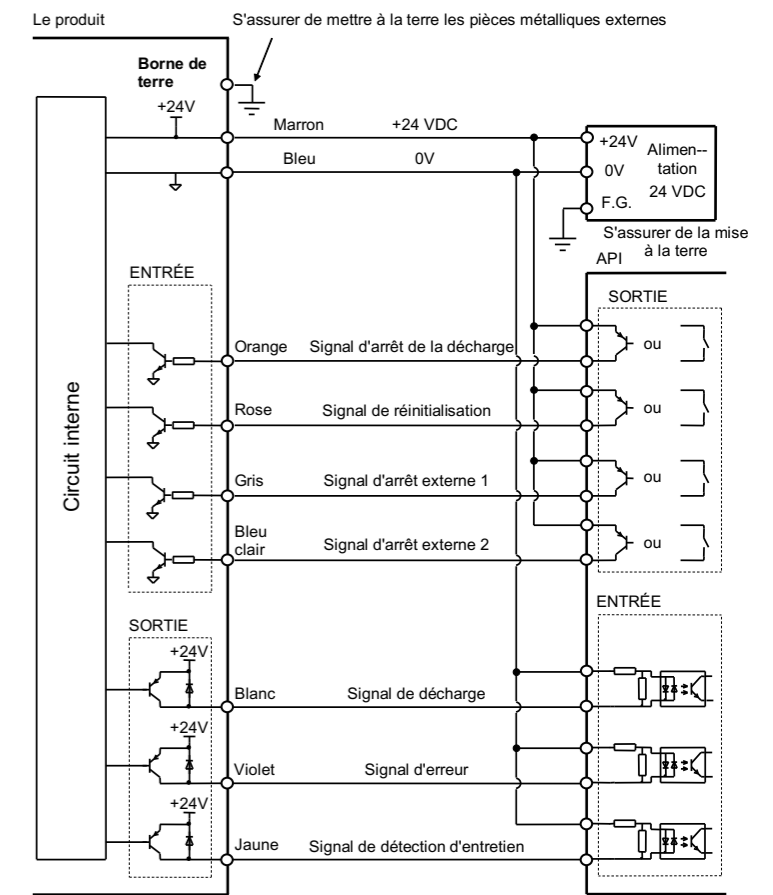 Le produit
S'assurer de mettre à la terre les pièces métalliques externes
Borne de
terre
+24V
Marron
+24 VDC
Bleu
0V
+24V
0V
F.G.
Alimen--
tation
24 VDC
S'assurer de la mise
à la terre
API
ENTRÉE
SORTIE
Circuit interne
Orange
Signal d'arrêt de la décharge
ou
Rose
Signal de réinitialisation
ou
Gris
Signal d'arrêt externe 1
ou
Bleu
clair
Signal d'arrêt externe 2
ou
SORTIE
ENTRÉE
+24V
Blanc
Signal de décharge
+24V
Violet
Signal d'erreur
+24V
Jaune
Signal de détection d'entretien